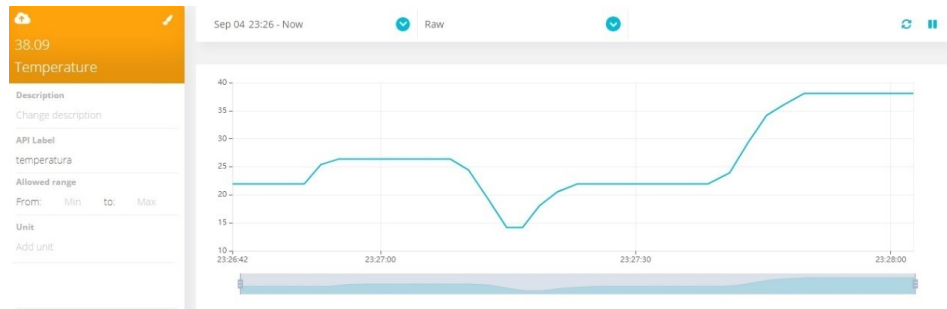 38.09
Temperature
Description
Change description
API Label
temperatura
Allowed range
From: Min to: Max
Unit
Add unit
Sep 04 23:26 - Now
Raw
40
35
30
25
20
15
10
23:26:42 23:27:00 23:27:30 23:28:00